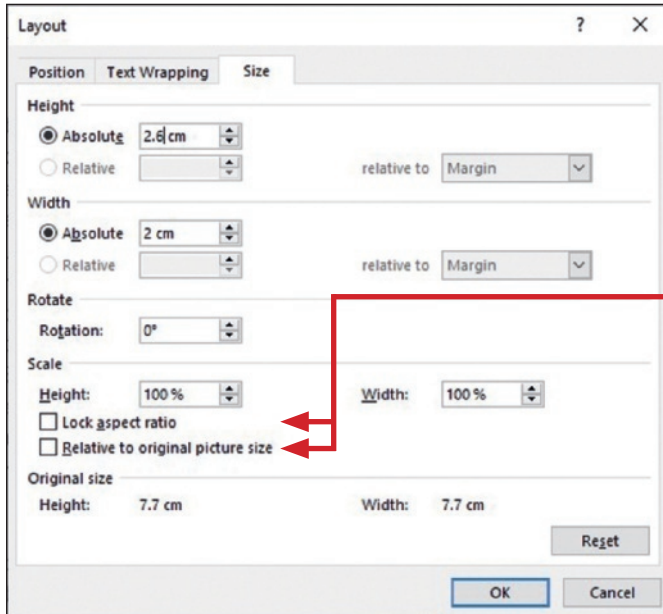 Layout ? ×
Position Text Wrapping Size
Height
Absolute 2.6 cm
Relative relative to Margin
Width
Absolute 2 cm
Relative relative to Margin
Rotate
Rotation: 0°
Scale
Height: 100 % Width: 100 %
Lock aspect ratio
Relative to original picture size
Original size
Height: 7.7 cm Width: 7.7 cm
Reset
OK Cancel